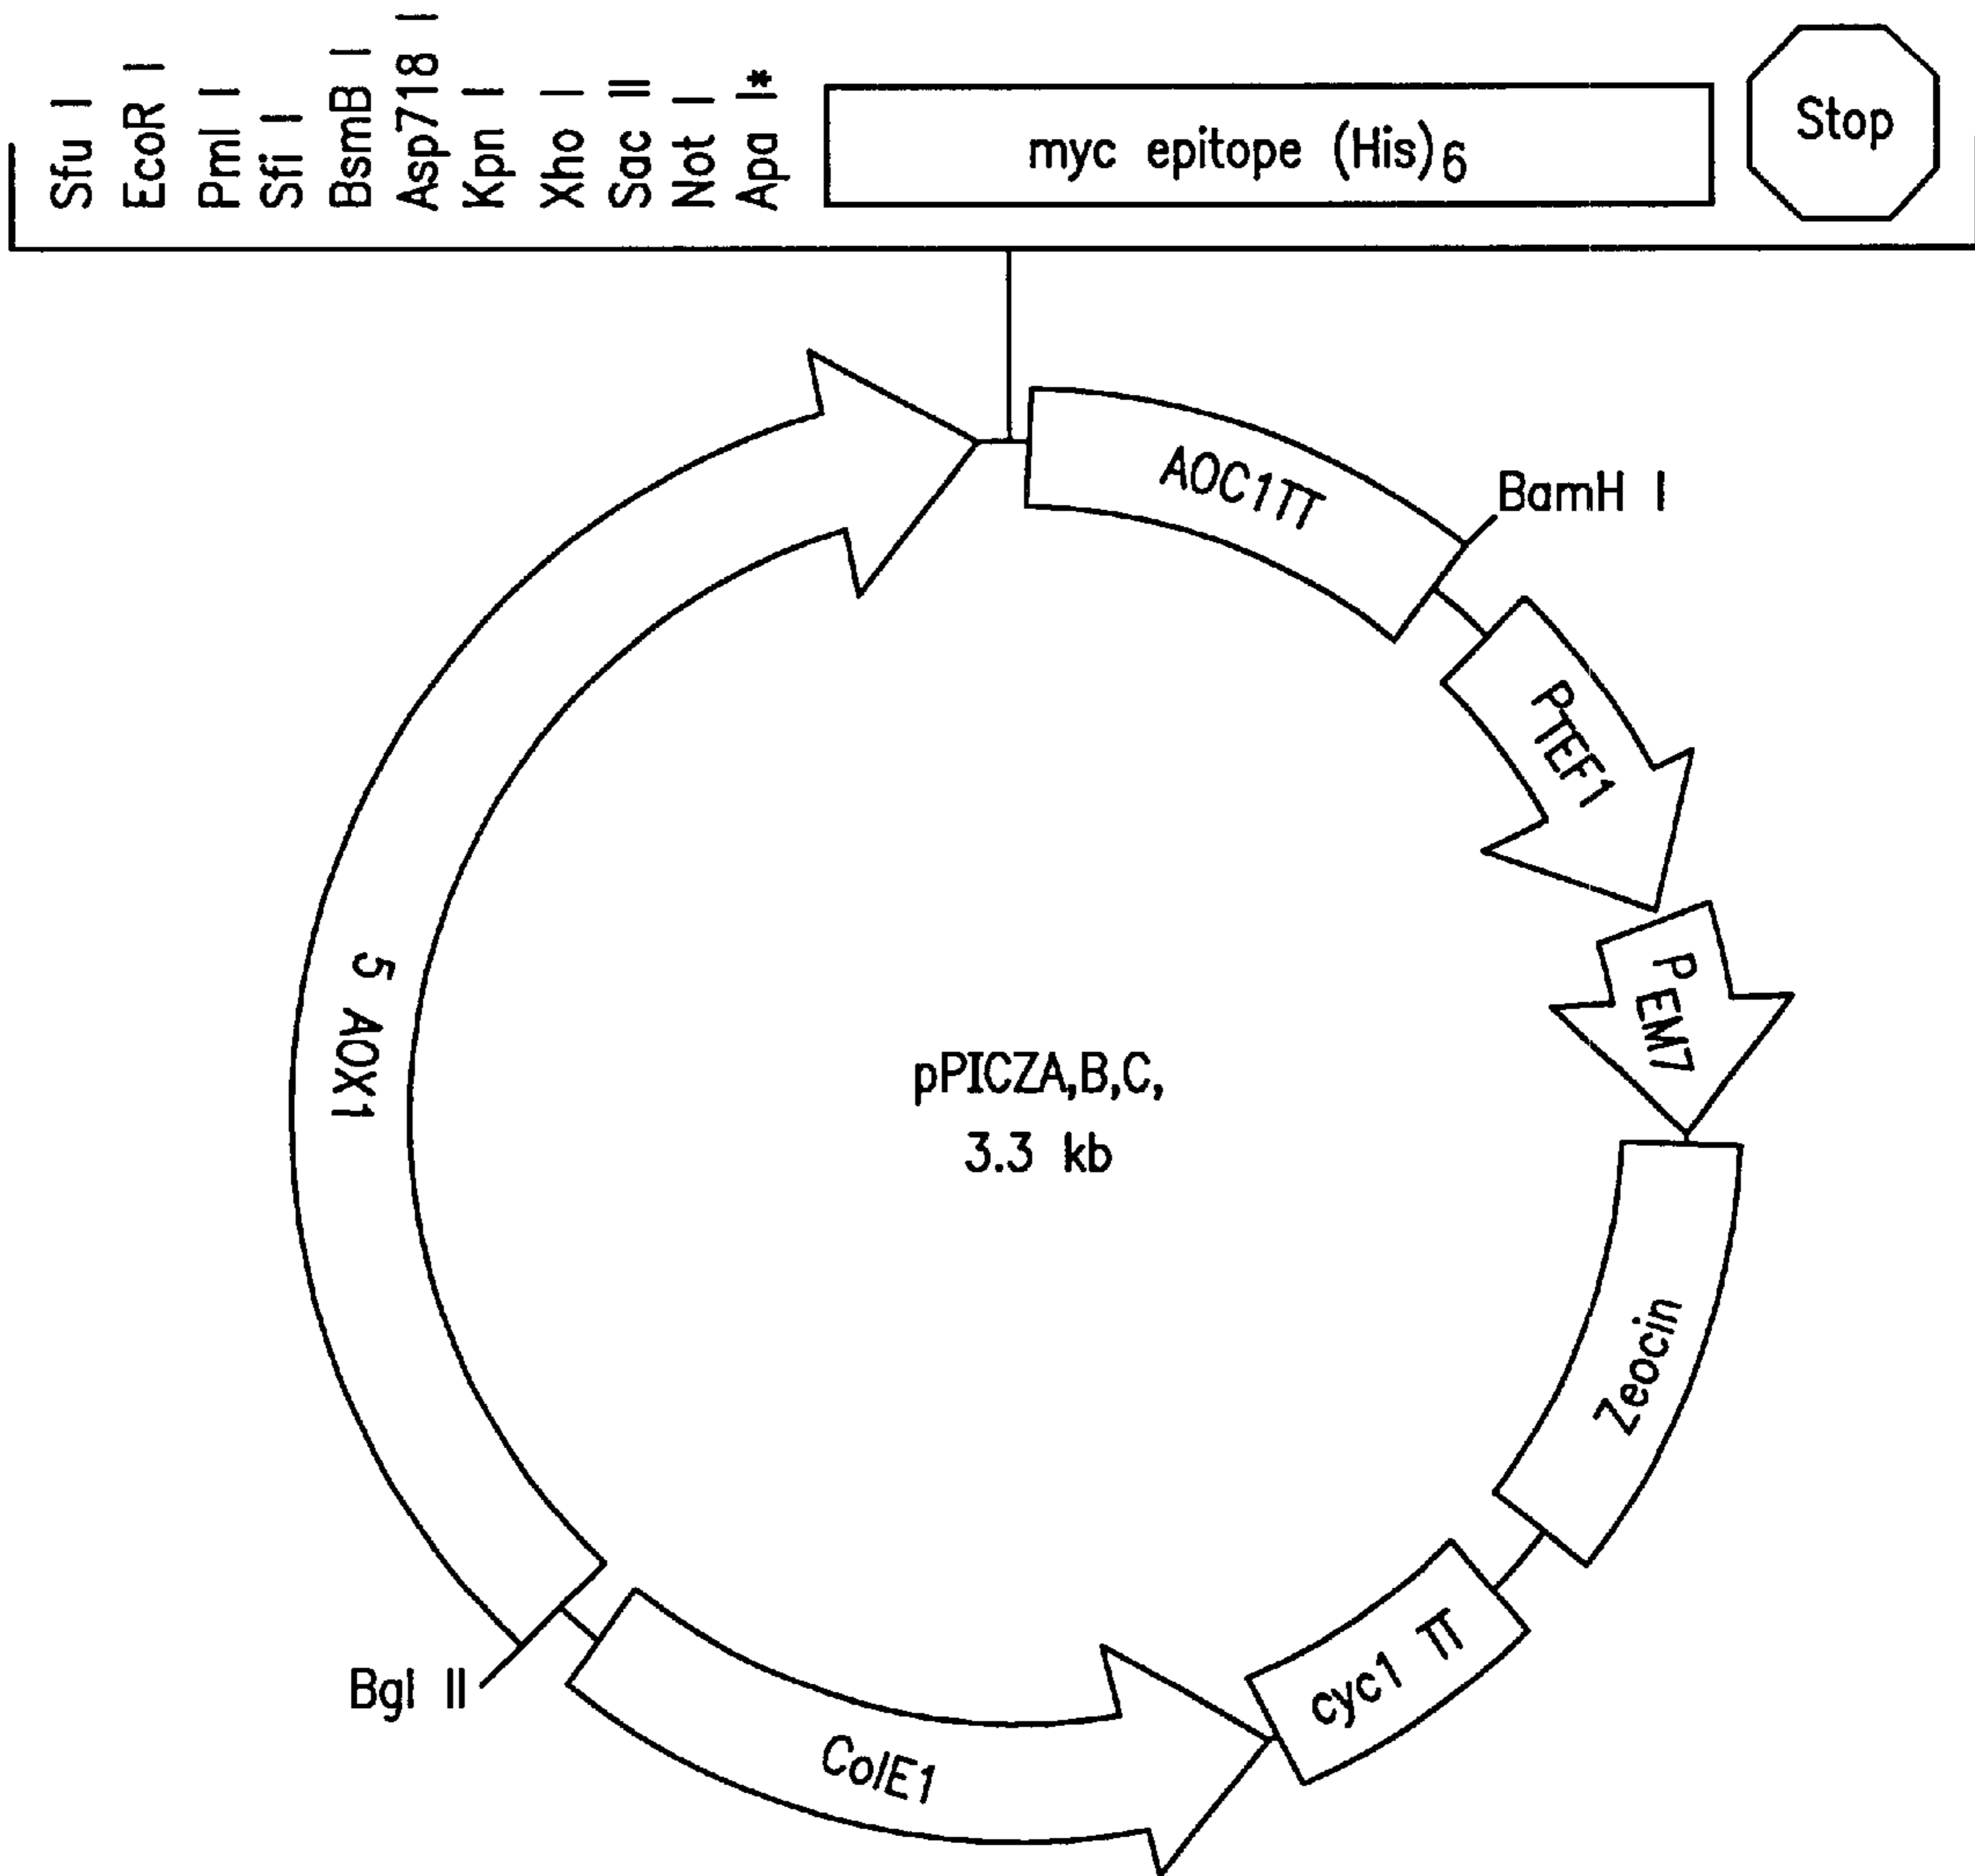 Sfu I
EcoR I
Pml I
Sfi I
BsmB I
Asp718 I
Kpn I
Xho I
Sac II
Not I
Apa I*
myc epitope (His)6
Stop
AOC1TT
BamH I
PTEF1
P EM7
Zeocin
cyc1 TT
ColE1
Bgl II
5 AOX1
pPICZA,B,C,
3.3 kb